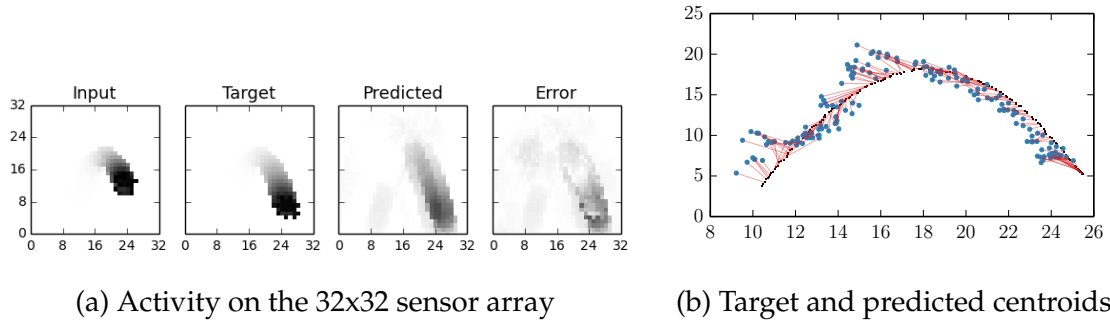 Input Target Predicted Error
32
24
16
8
0
0 8 16 24 32
0 8 16 24 32
0 8 16 24 32
0 8 16 24 32
(a) Activity on the 32x32 sensor array
25
20
15
10
5
0
8 10 12 14 16 18 20 22 24 26
(b) Target and predicted centroids